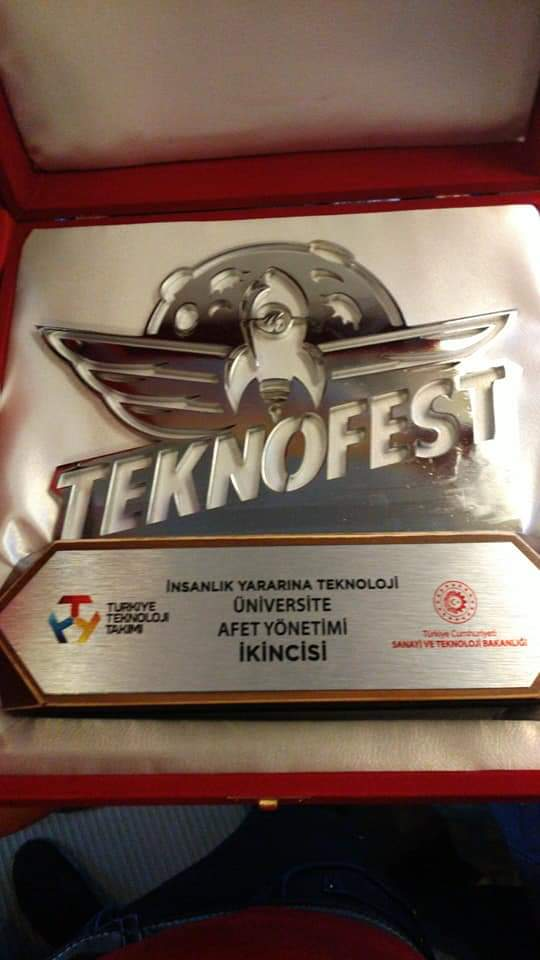 TEKNOFEST
İNSANLIK YARARINA TEKNOLOJİ
ÜNİVERSİTE
AFET YÖNETİMİ
İKİNCİSİ
TÜRKİYE
TEKNOLOJİ
TAKIMI
Türkiye Cumhuriyeti
SANAYİ VE TEKNOLOJİ BAKANLIĞI